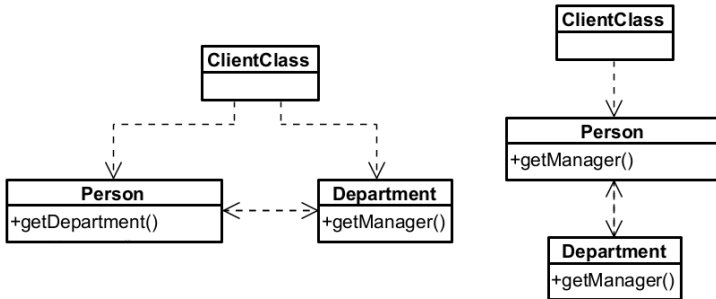 ClientClass
Person
+getDepartment()
Department
+getManager()
ClientClass
Person
+getManager()
Department
+getManager()